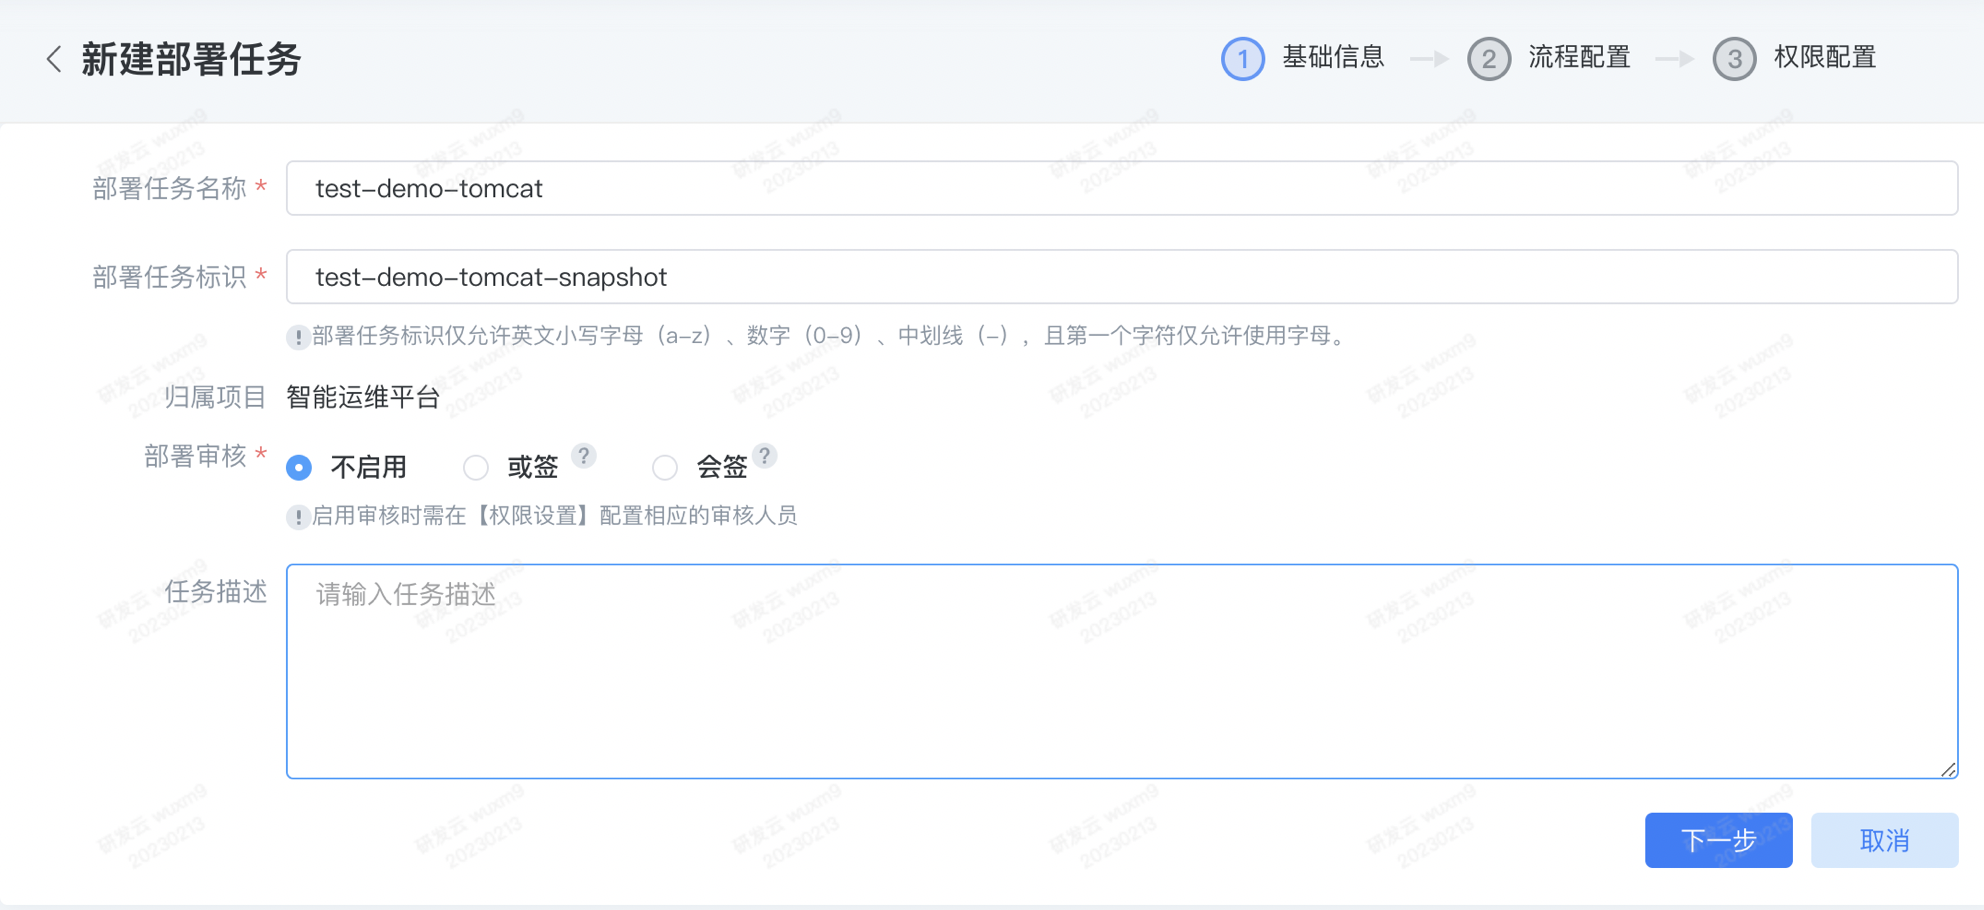 新建部署任务
1 基础信息 2 流程配置 3 权限配置
部署任务名称 * test-demo-tomcat
部署任务标识 * test-demo-tomcat-snapshot
!部署任务标识仅允许英文小写字母（a-z）、数字（0-9）、中划线（-），且第一个字符仅允许使用字母。
归属项目 智能运维平台
部署审核 * 不启用 或签 ? 会签 ?
!启用审核时需在【权限设置】配置相应的审核人员
任务描述 请输入任务描述
下一步 取消
研发云 wuxm9
20230213